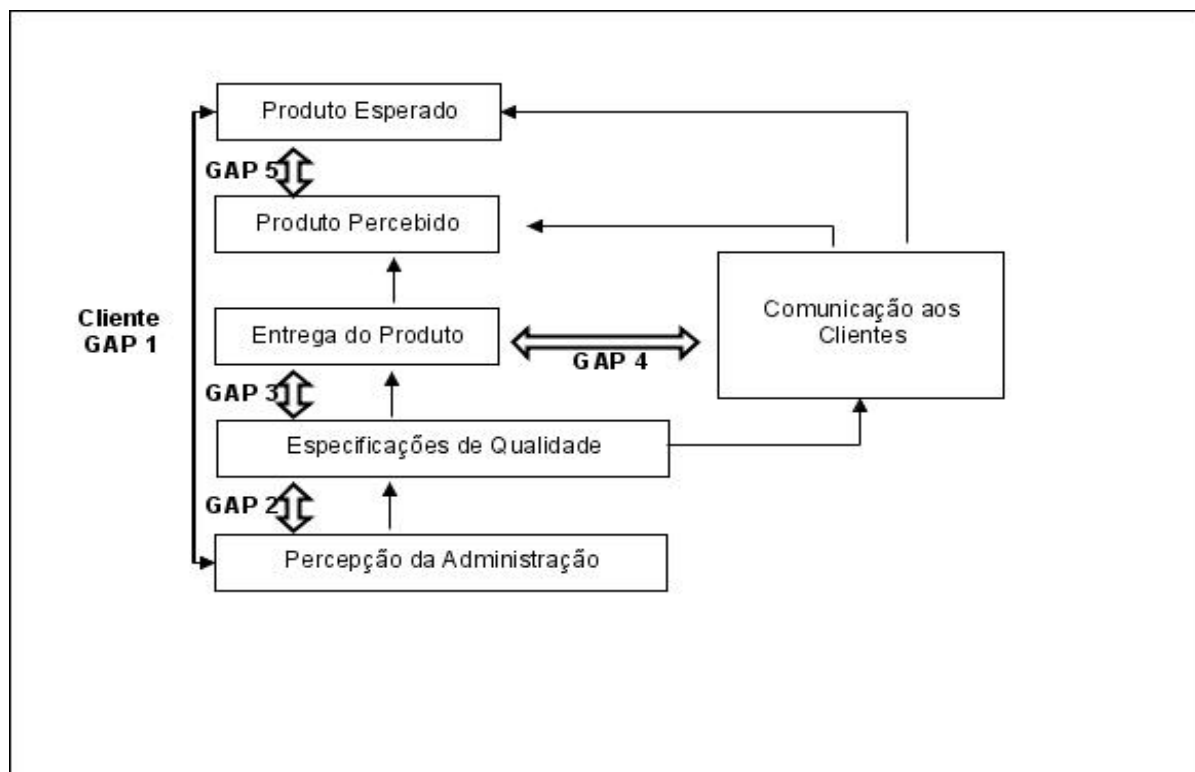 Produto Esperado
GAP 5
Produto Percebido
Cliente
GAP 1
Entrega do Produto
Comunicação aos
Clientes
GAP 4
GAP 3
Especificações de Qualidade
GAP 2
Percepção da Administração